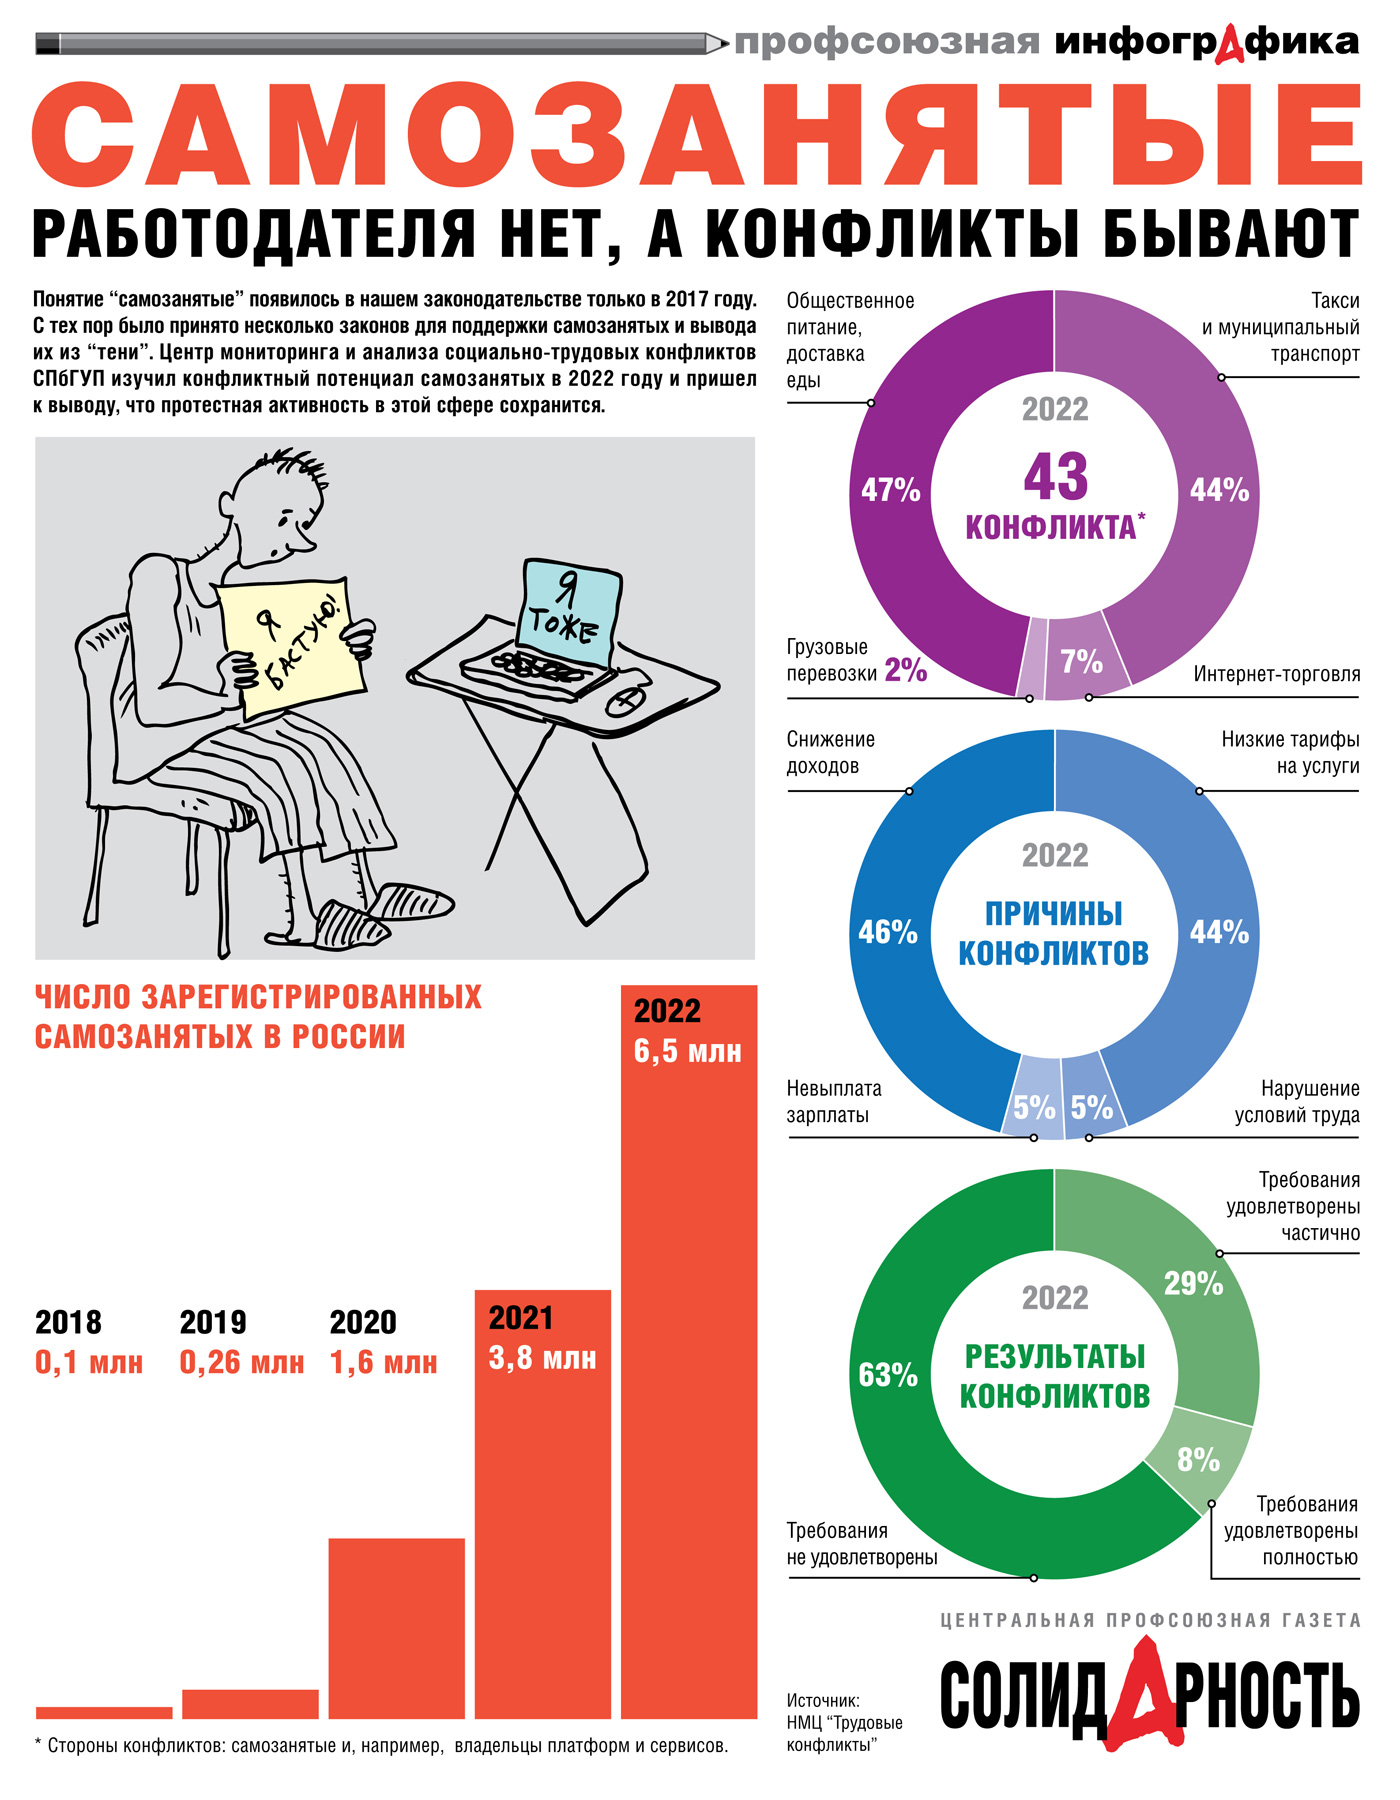 профсоюзная инфографика
САМОЗАНЯТЫЕ
РАБОТОДАТЕЛЯ НЕТ, А КОНФЛИКТЫ БЫВАЮТ
Понятие “самозанятые” появилось в нашем законодательстве только в 2017 году.
С тех пор было принято несколько законов для поддержки самозанятых и вывода
их из “тени”. Центр мониторинга и анализа социально-трудовых конфликтов
СПбГУП изучил конфликтный потенциал самозанятых в 2022 году и пришел
к выводу, что протестная активность в этой сфере сохранится.
Я
БАСТУЮ!
Я
ТОЖЕ
ЧИСЛО ЗАРЕГИСТРИРОВАННЫХ
САМОЗАНЯТЫХ В РОССИИ
2018
0,1 млн
2019
0,26 млн
2020
1,6 млн
2021
3,8 млн
2022
6,5 млн
* Стороны конфликтов: самозанятые и, например, владельцы платформ и сервисов.
Общественное
питание,
доставка
еды
47%
Такси
и муниципальный
транспорт
44%
2022
43
КОНФЛИКТА*
Грузовые
перевозки 2%
7%
Интернет-торговля
Снижение
доходов
46%
Низкие тарифы
на услуги
44%
2022
ПРИЧИНЫ
КОНФЛИКТОВ
Невыплата
зарплаты
5%
5%
Нарушение
условий труда
Требования
удовлетворены
частично
29%
2022
РЕЗУЛЬТАТЫ
КОНФЛИКТОВ
63%
8%
Требования
не удовлетворены
Требования
удовлетворены
полностью
Источник:
НМЦ “Трудовые
конфликты”
ЦЕНТРАЛЬНАЯ ПРОФСОЮЗНАЯ ГАЗЕТА
СОЛИДАРНОСТЬ